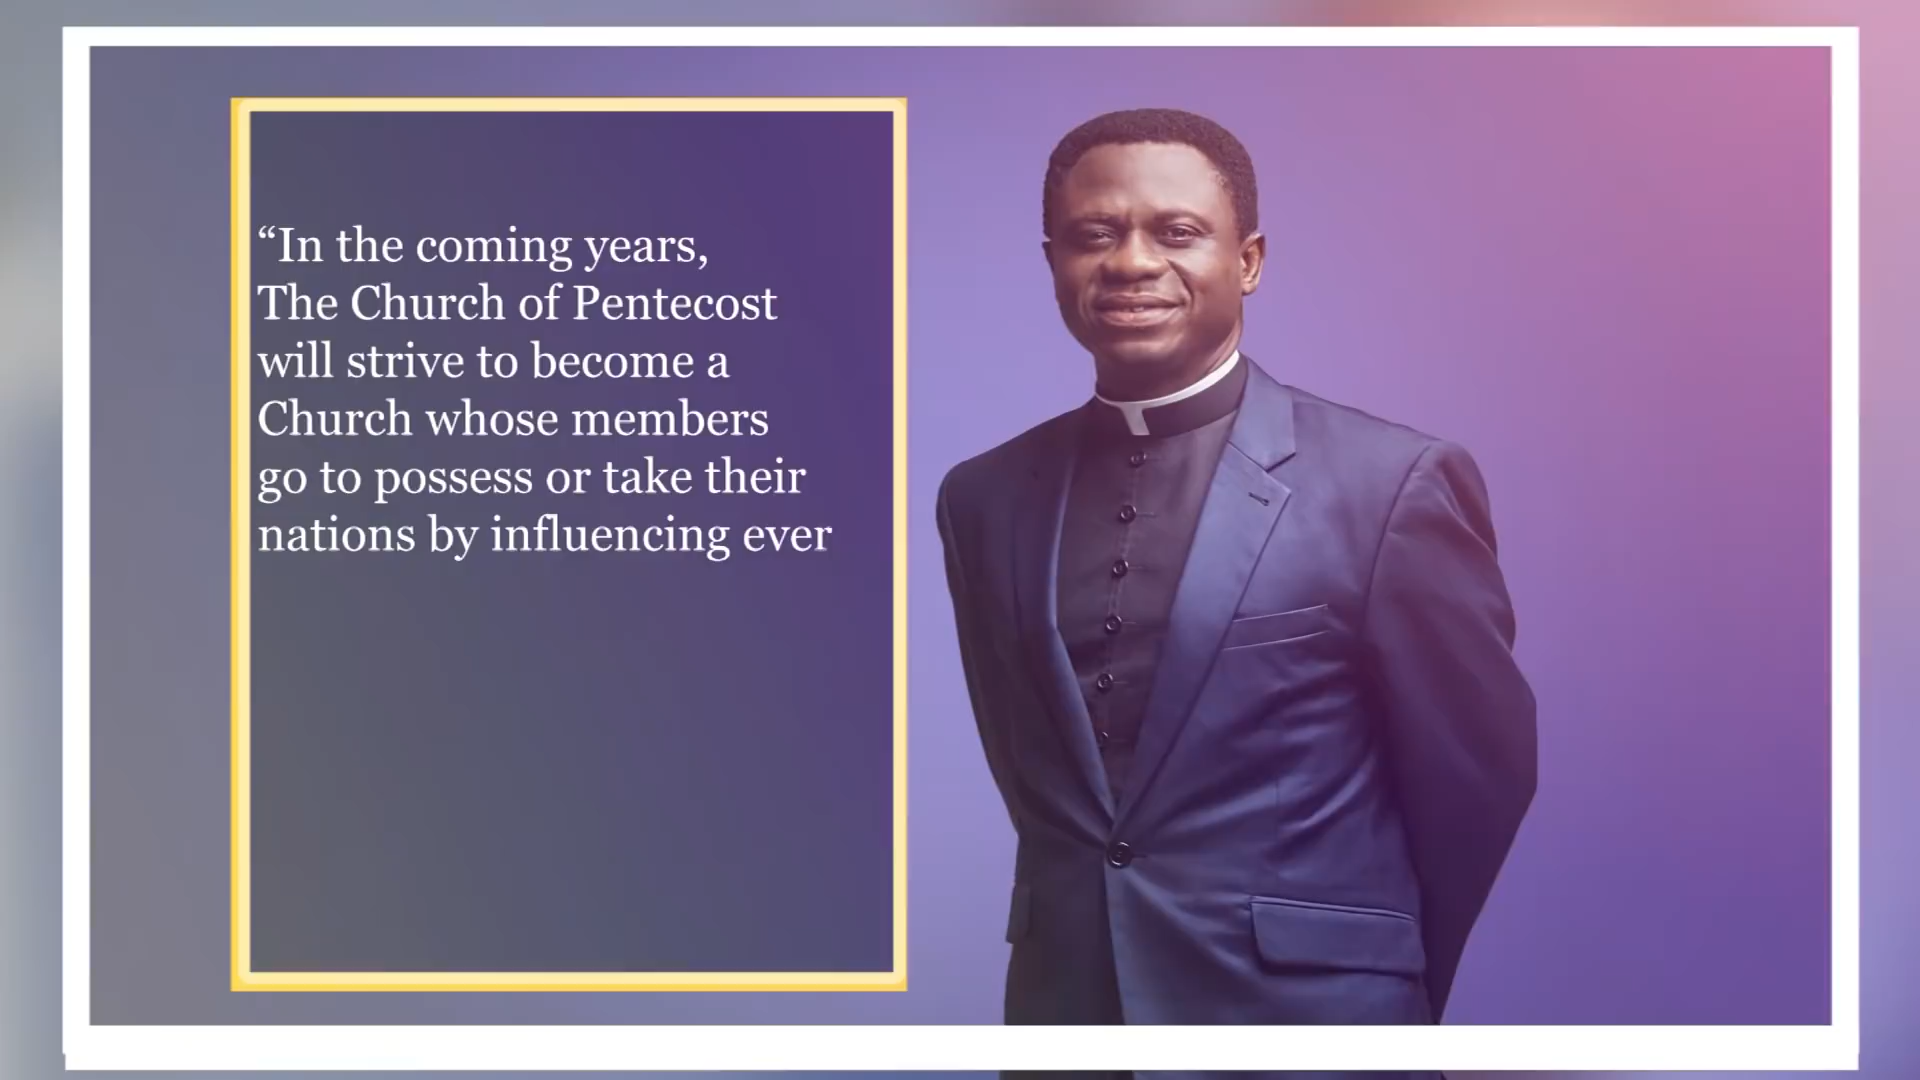 “In the coming years,
The Church of Pentecost
will strive to become a
Church whose members
go to possess or take their
nations by influencing ever